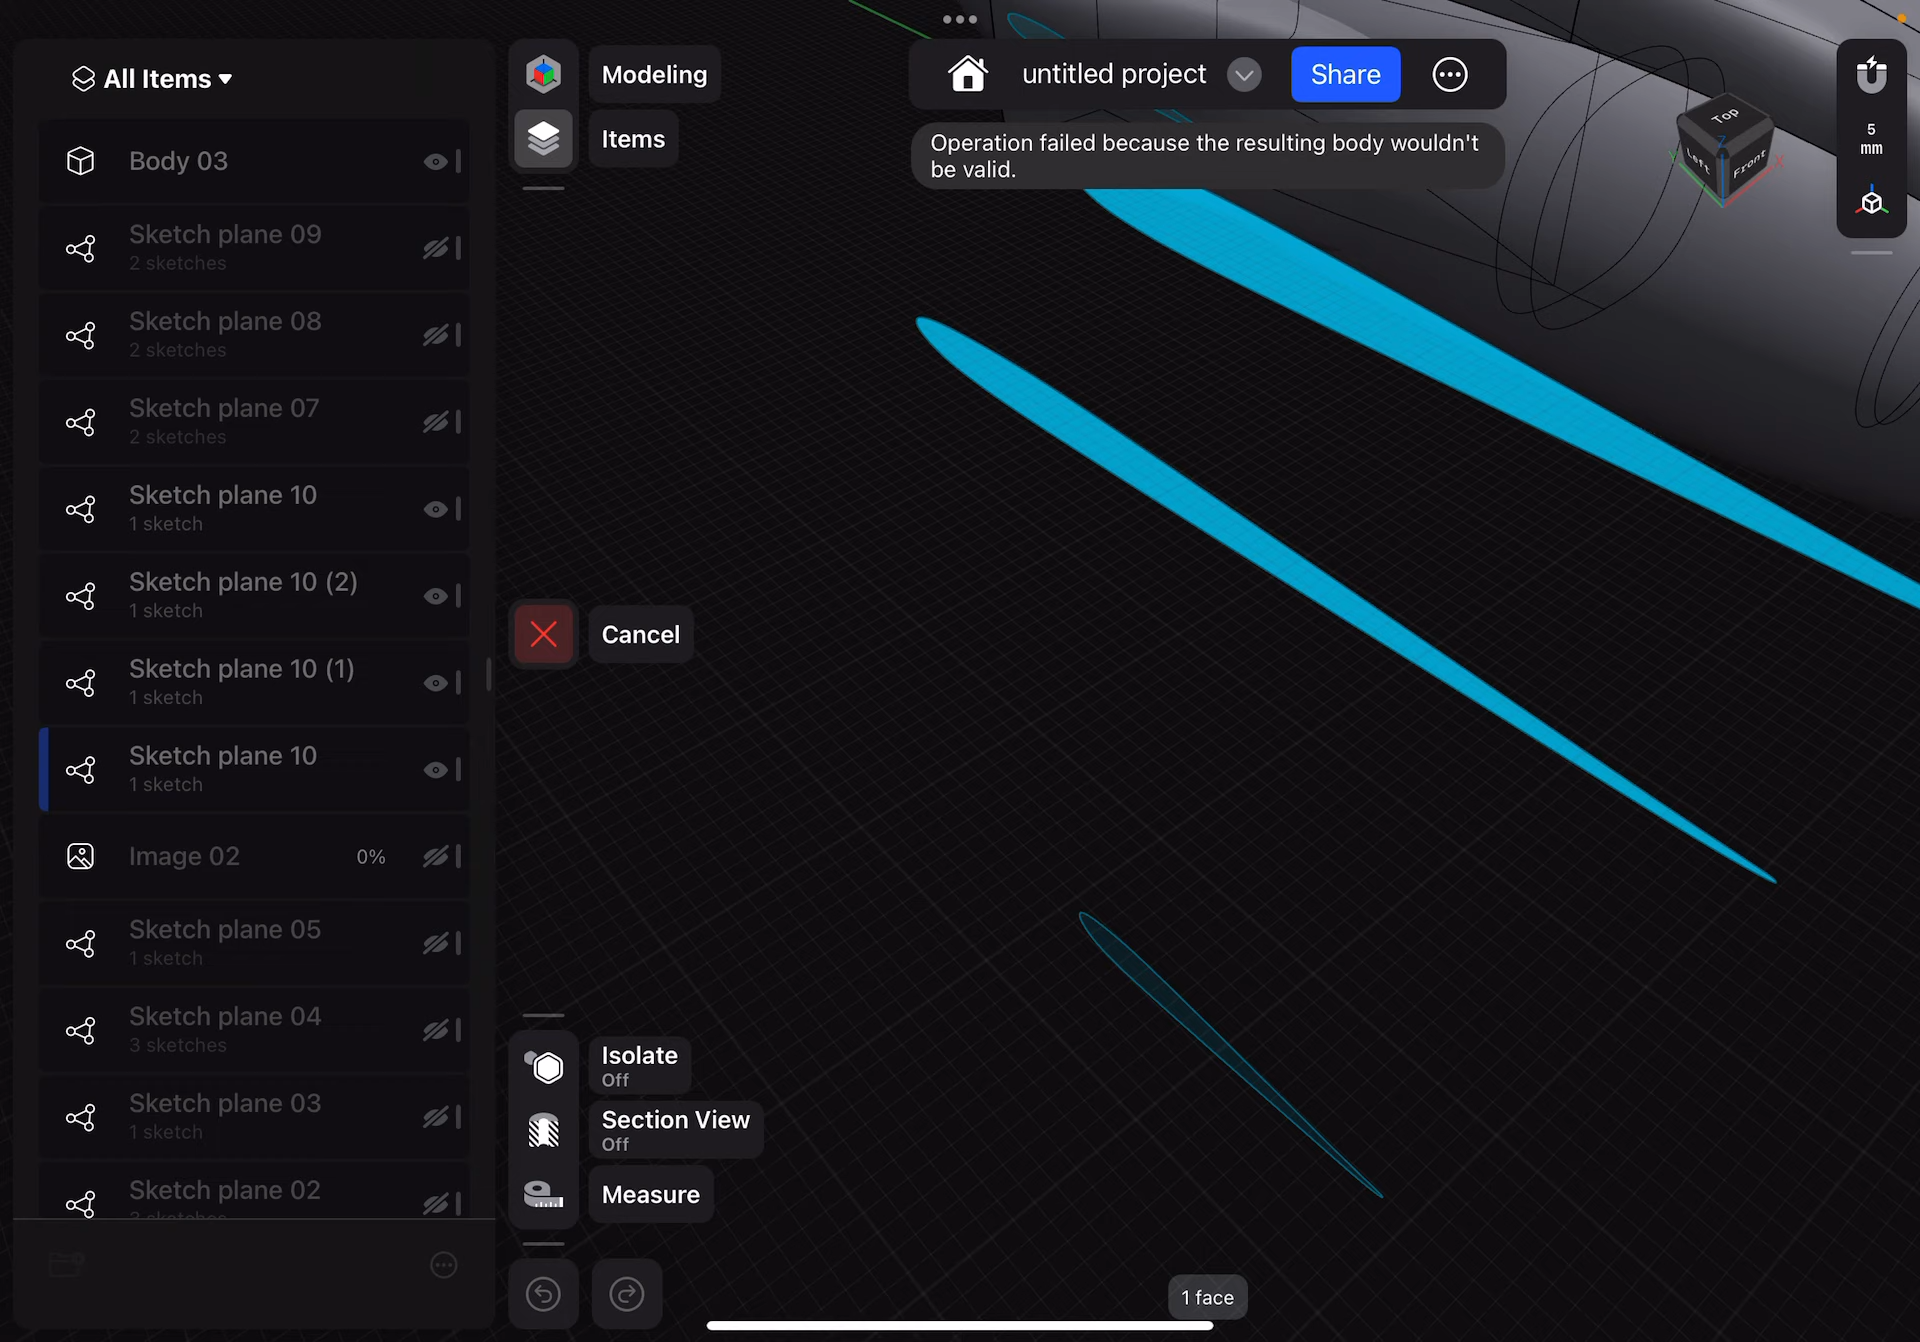 All Items
Body 03
Sketch plane 09
2 sketches
Sketch plane 08
2 sketches
Sketch plane 07
2 sketches
Sketch plane 10
1 sketch
Sketch plane 10 (2)
1 sketch
Sketch plane 10 (1)
1 sketch
Sketch plane 10
1 sketch
Image 02 0%
Sketch plane 05
1 sketch
Sketch plane 04
3 sketches
Sketch plane 03
1 sketch
Sketch plane 02
Modeling
Items
Cancel
Isolate
Off
Section View
Off
Measure
untitled project
Share
Operation failed because the resulting body wouldn't
be valid.
Top
Left
Front
Z
X
Y
5
mm
1 face